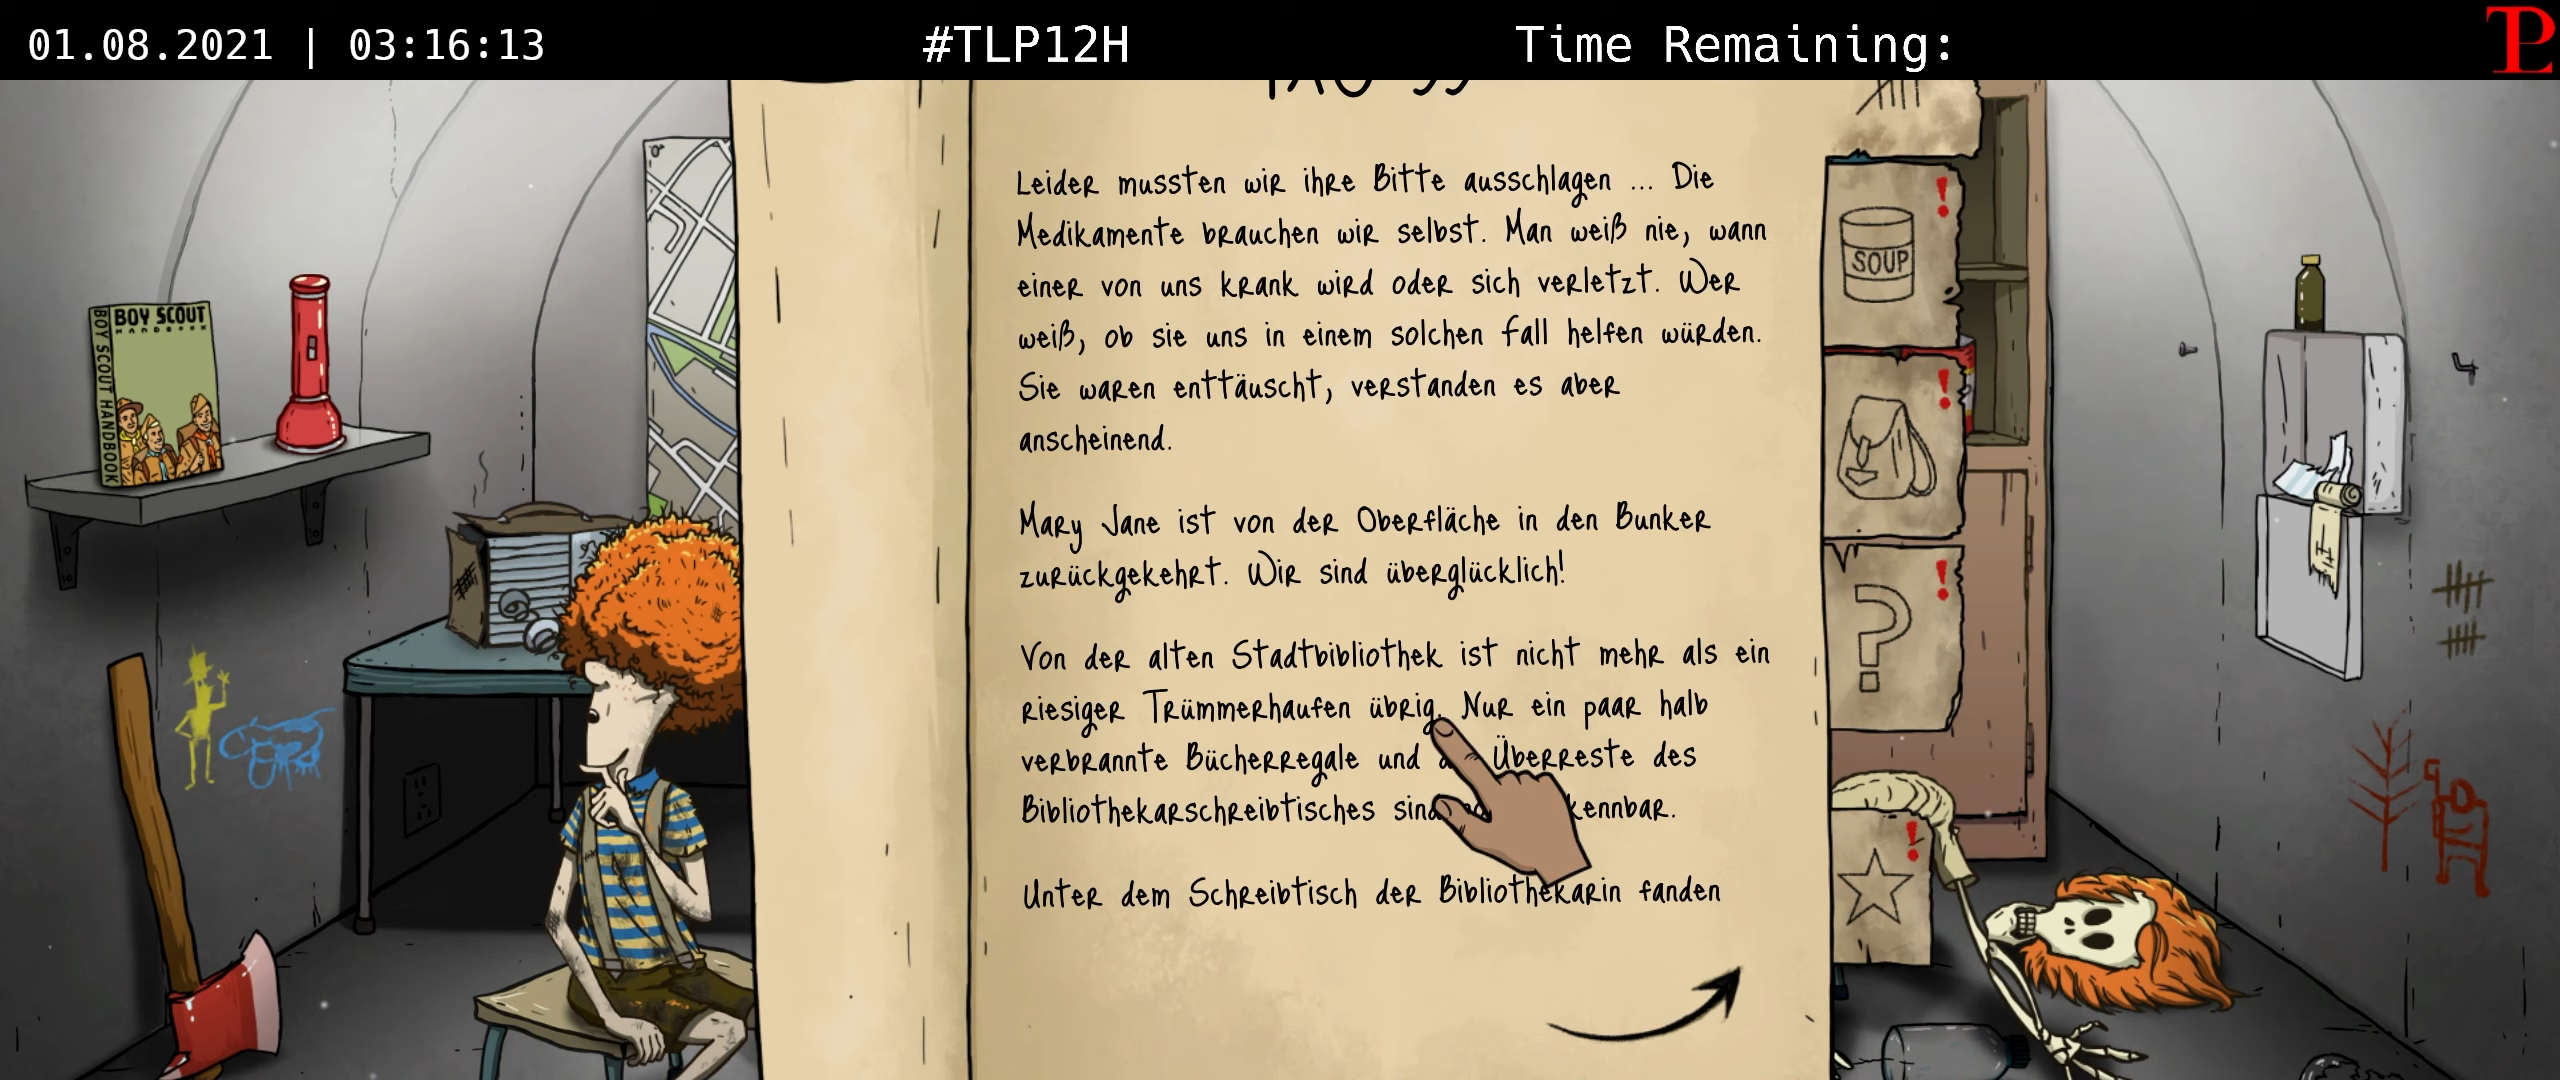 01.08.2021 | 03:16:13
#TLP12H
Time Remaining:
Leider mussten wir ihre Bitte ausschlagen ... Die
Medikamente brauchen wir selbst. Man weiß nie, wann
einer von uns krank wird oder sich verletzt. Wer
weiß, ob sie uns in einem solchen Fall helfen würden.
Sie waren enttäuscht, verstanden es aber
anscheinend.
Mary Jane ist von der Oberfläche in den Bunker
zurückgekehrt. Wir sind überglücklich!
Von der alten Stadtbibliothek ist nicht mehr als ein
riesiger Trümmerhaufen übrig. Nur ein paar halb
verbrannte Bücherregale und Überreste des
Bibliothekarschreibtisches
Unter dem Schreibtisch der Bibliothekarin fanden
BOY SCOUT
HANDBOOK
BOY SCOUT HANDBOOK
SOUP
?